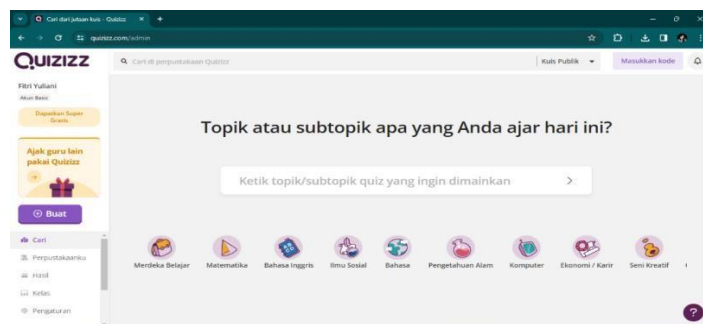 Cari dari jutaan kuis - Quizizz
quizizz.com/admin
QUIZIZZ
Cari di perpustakaan Quizizz
Kuis Publik
Masukkan kode
Fitri Yuliani
Akun Basic
Dapatkan Super
Gratis
Topik atau subtopik apa yang Anda ajar hari ini?
Ajak guru lain
pakai Quizizz
Ketik topik/subtopik quiz yang ingin dimainkan
Buat
Cari
Perpustakaanku
Hasil
Kelas
Pengaturan
Merdeka Belajar
Matematika
Bahasa Inggris
Ilmu Sosial
Bahasa
Pengetahuan Alam
Komputer
Ekonomi / Karir
Seni Kreatif
?